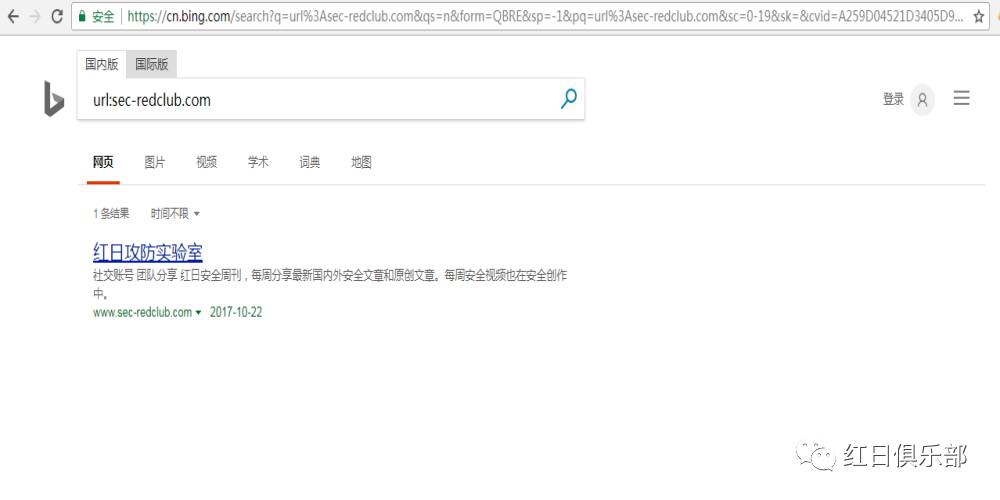 安全 https://cn.bing.com/search?q=url%3Asec-redclub.com&qs=n&form=QBRE&sp=-1&pq=url%3Asec-redclub.com&sc=0-19&sk=&cvid=A259D04521D3405D9...
国内版 国际版
url:sec-redclub.com
登录
网页 图片 视频 学术 词典 地图
1 条结果 时间不限
红日攻防实验室
社交账号 团队分享 红日安全周刊，每周分享最新国内外安全文章和原创文章。每周安全视频也在安全创作
中。
www.sec-redclub.com 2017-10-22
红日俱乐部